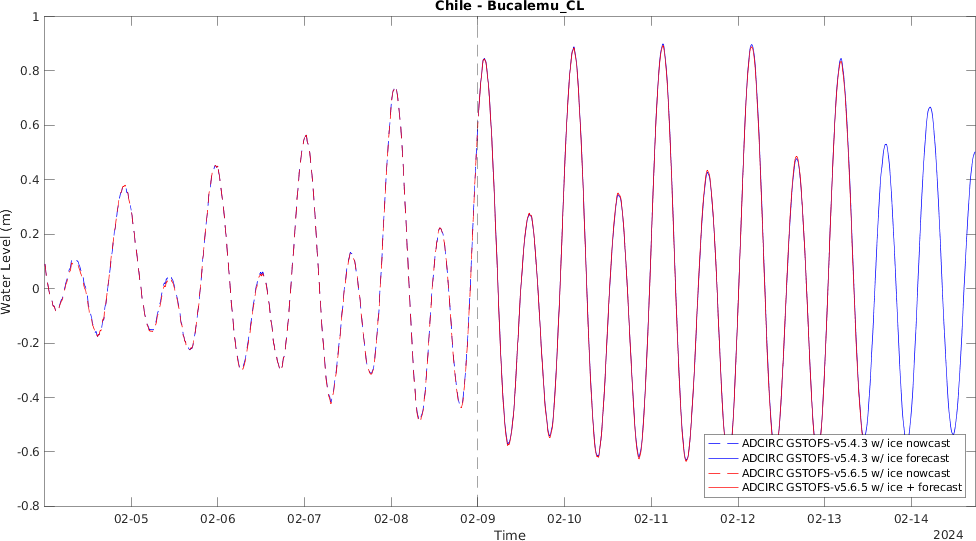 Chile - Bucalemu_CL
1
0.8
0.6
0.4
0.2
0
-0.2
-0.4
-0.6
-0.8
Water Level (m)
ADCIRC GSTOFS-v5.4.3 w/ ice nowcast
ADCIRC GSTOFS-v5.4.3 w/ ice forecast
ADCIRC GSTOFS-v5.6.5 w/ ice nowcast
ADCIRC GSTOFS-v5.6.5 w/ ice + forecast
02-05 02-06 02-07 02-08 02-09 02-10 02-11 02-12 02-13 02-14
Time
2024